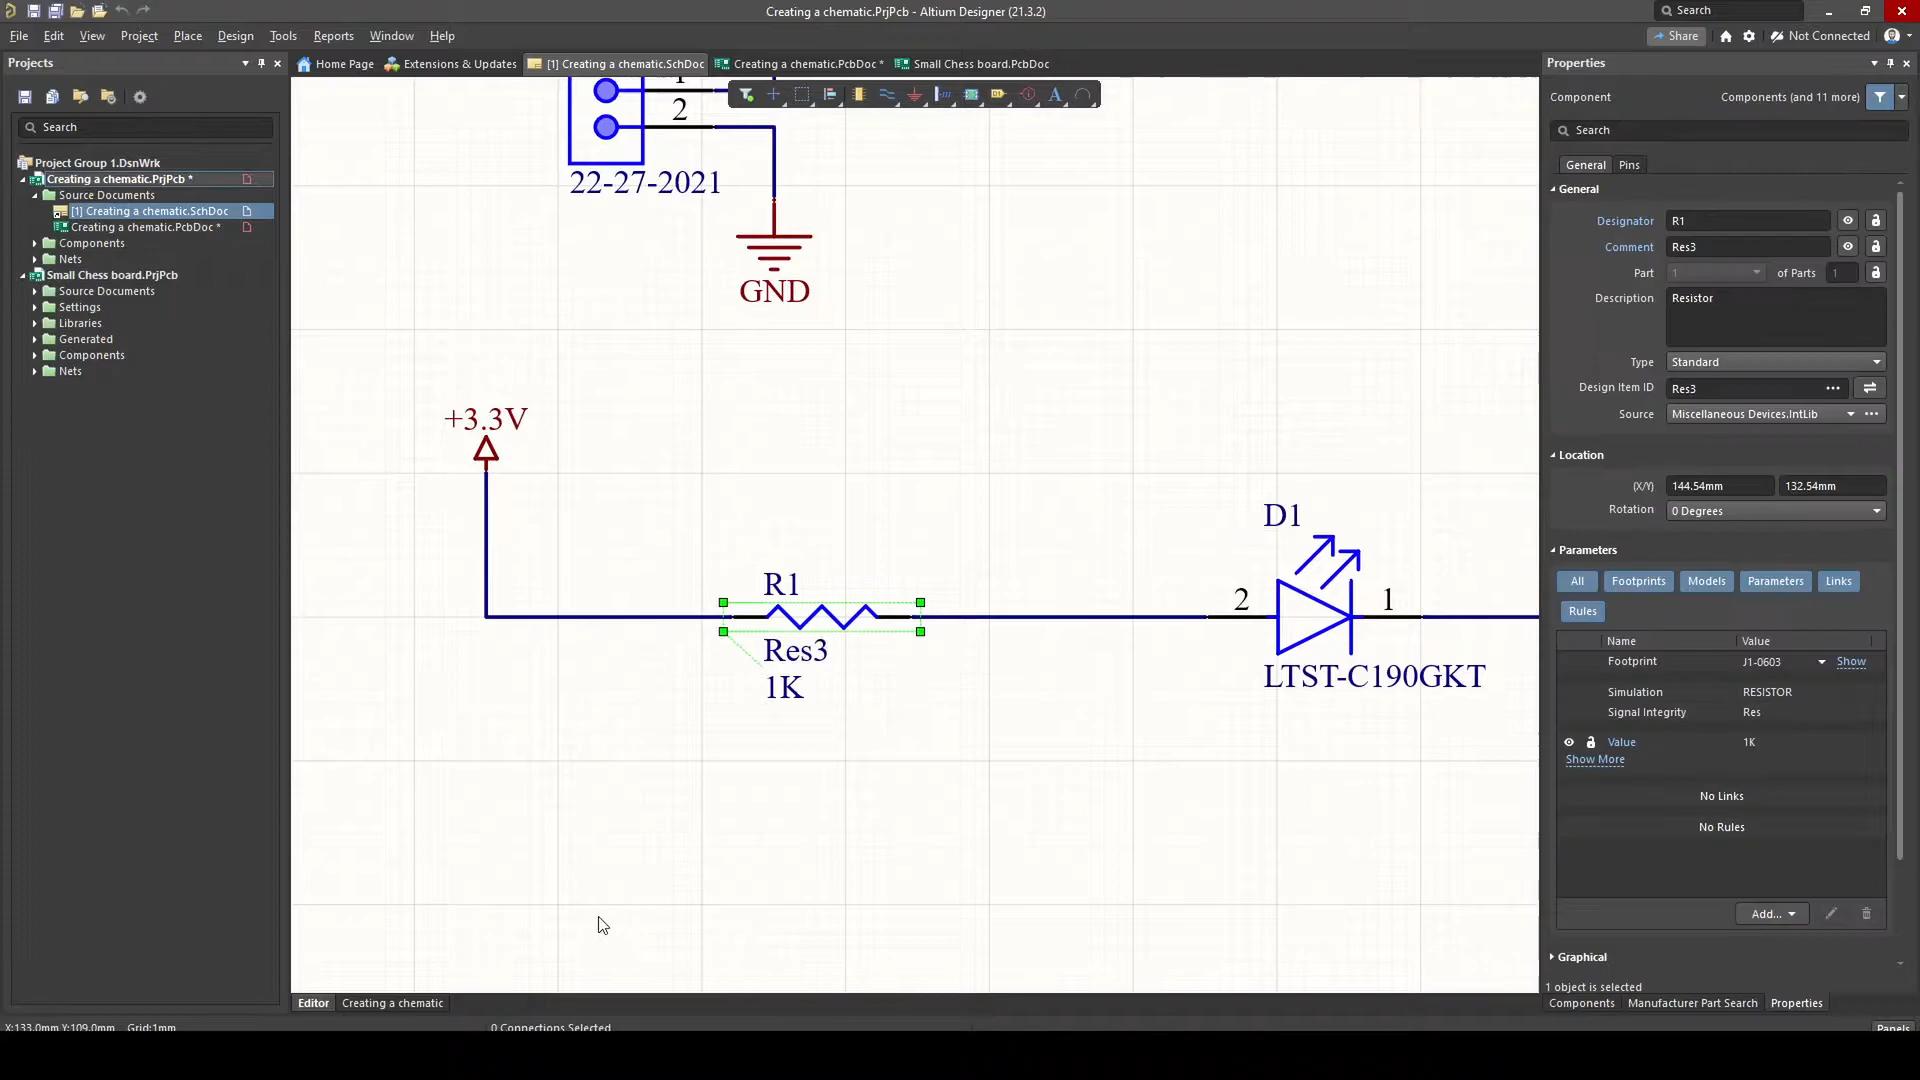 Creating a chematic.PrjPcb - Altium Designer (21.3.2)
Search
File Edit View Project Place Design Tools Reports Window Help
Share
Not Connected
Projects
Home Page
Extensions & Updates
[1] Creating a chematic.SchDoc
Creating a chematic.PcbDoc *
Small Chess board.PcbDoc
Search
Project Group 1.DsnWrk
Creating a chematic.PrjPcb *
Source Documents
[1] Creating a chematic.SchDoc
Creating a chematic.PcbDoc *
Components
Nets
Small Chess board.PrjPcb
Source Documents
Settings
Libraries
Generated
Components
Nets
2
22-27-2021
GND
+3.3V
R1
Res3
1K
D1
2
1
LTST-C190GKT
Properties
Component
Components (and 11 more)
Search
General Pins
General
Designator R1
Comment Res3
Part 1 of Parts 1
Description Resistor
Type Standard
Design Item ID Res3
Source Miscellaneous Devices.IntLib
Location
(X/Y) 144.54mm 132.54mm
Rotation 0 Degrees
Parameters
All Footprints Models Parameters Links
Rules
Name Value
Footprint J1-0603 Show
Simulation RESISTOR
Signal Integrity Res
Value 1K
Show More
No Links
No Rules
Add...
Graphical
1 object is selected
Components Manufacturer Part Search Properties
Editor Creating a chematic
X:133.0mm Y:109.0mm Grid:1mm
0 Connections Selected
Panels